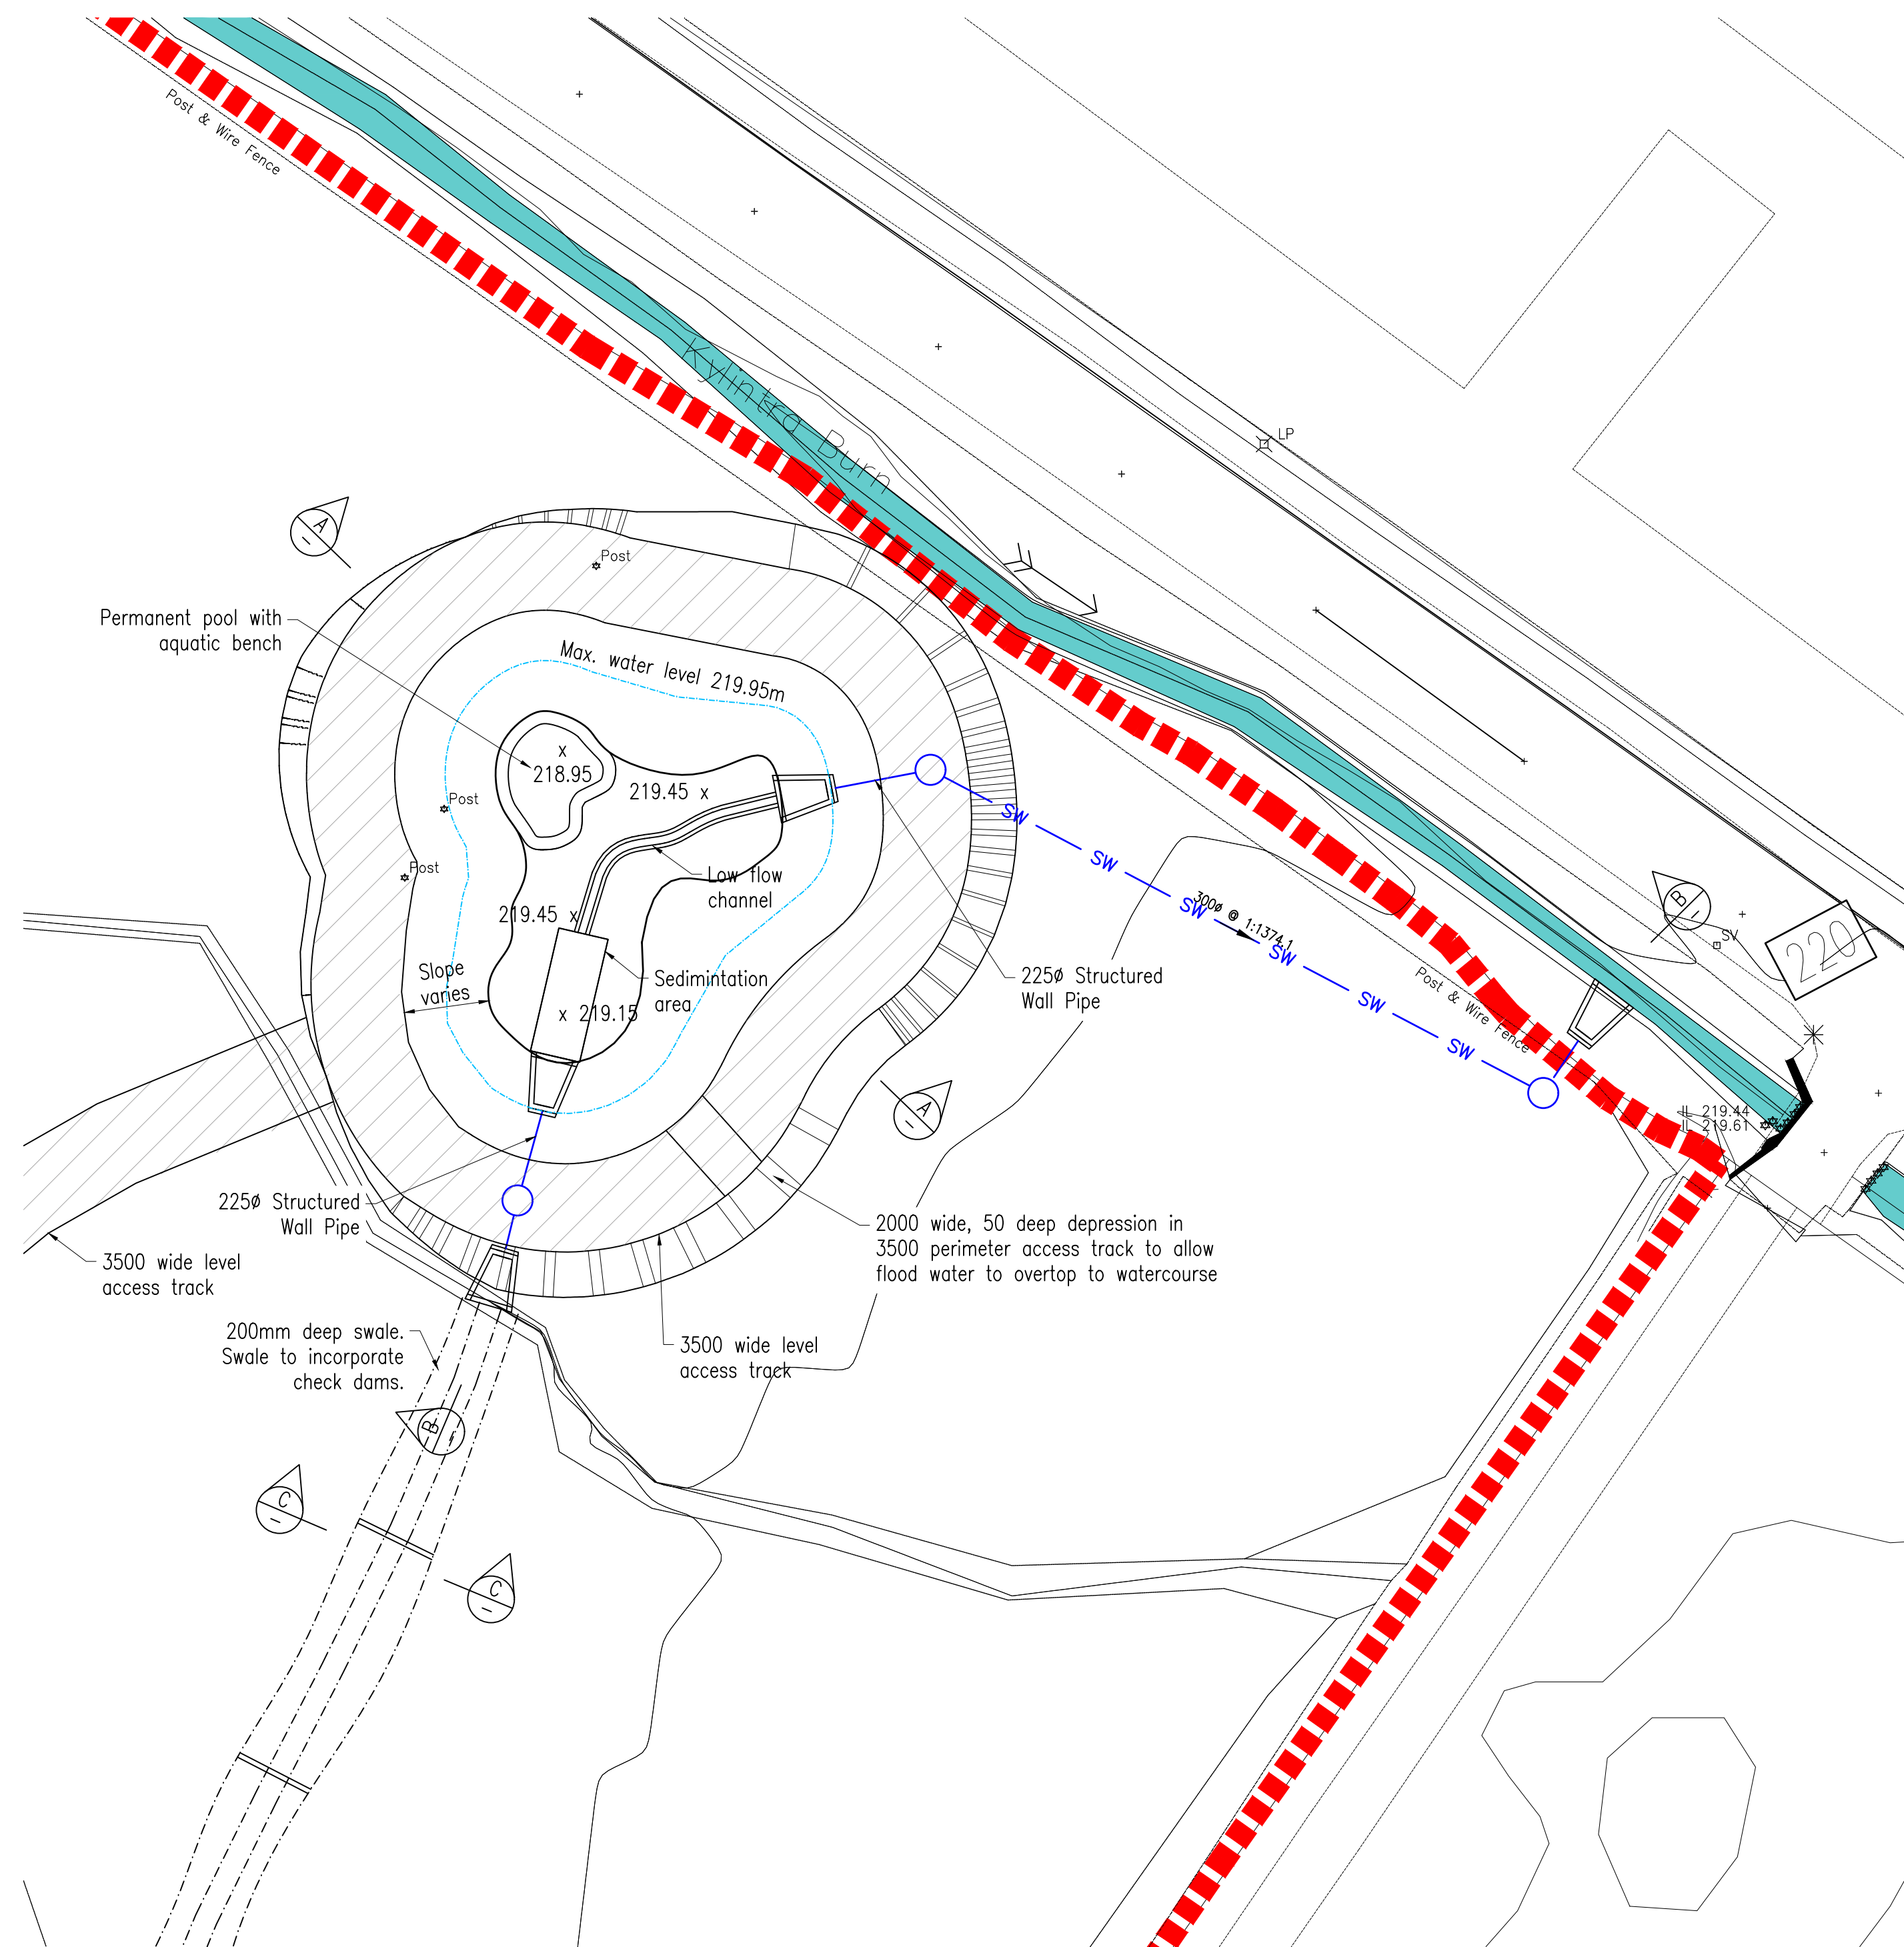 Post & Wire Fence
Kylintra Burn
LP
A
Post
Permanent pool with
aquatic bench
Max. water level 219.95m
x
218.95
219.45 x
Post
SW
SW
Post
Low flow
channel
300ø @ 1:1374.1
SW
SW
B
SV
220
219.45 x
Slope
varies
Sedimintation
area
x 219.15
225ø Structured
Wall Pipe
SW
Post & Wire Fence
SW
A
IL 219.44
IL 219.61
225ø Structured
Wall Pipe
2000 wide, 50 deep depression in
3500 perimeter access track to allow
flood water to overtop to watercourse
3500 wide level
access track
200mm deep swale.
Swale to incorporate
check dams.
3500 wide level
access track
B
C
C